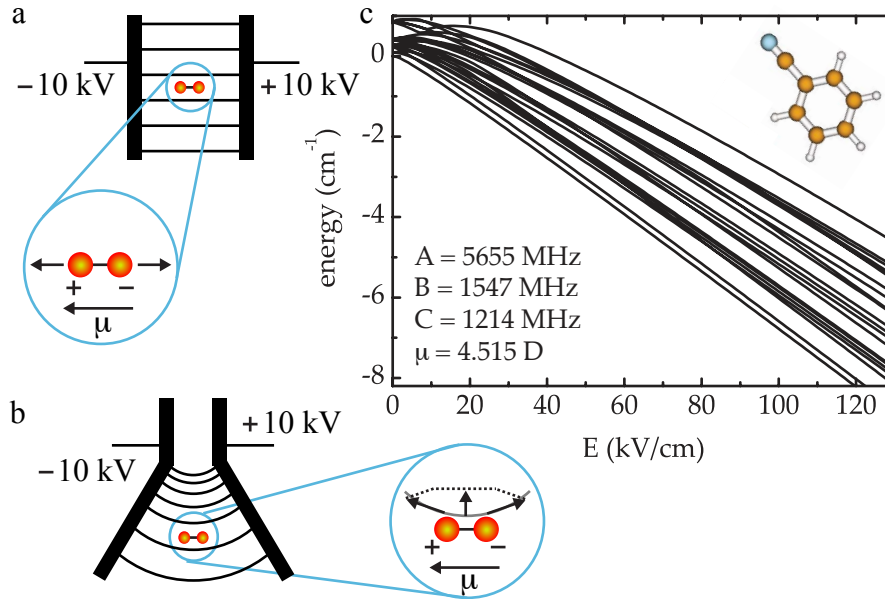 a
−10 kV
+10 kV
+ −
μ
b
+10 kV
−10 kV
+ −
μ
c
energy (cm⁻¹)
0
-2
-4
-6
-8
A = 5655 MHz
B = 1547 MHz
C = 1214 MHz
μ = 4.515 D
0 20 40 60 80 100 120
E (kV/cm)